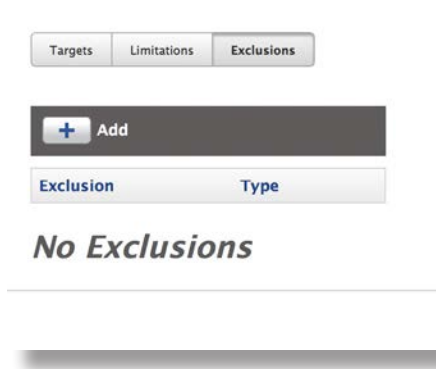 Targets Limitations Exclusions
+ Add
Exclusion Type
No Exclusions